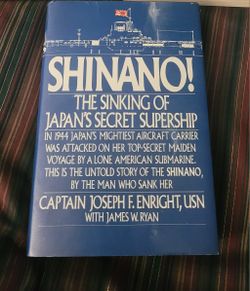 SHINANO!
THE SINKING OF
JAPAN'S SECRET SUPERSHIP
IN 1944 JAPAN'S MIGHTIEST AIRCRAFT CARRIER
WAS ATTACKED ON HER TOP-SECRET MAIDEN
VOYAGE BY A LONE AMERICAN SUBMARINE.
THIS IS THE UNTOLD STORY OF THE SHINANO,
BY THE MAN WHO SANK HER
CAPTAIN JOSEPH F. ENRIGHT, USN
WITH JAMES W. RYAN